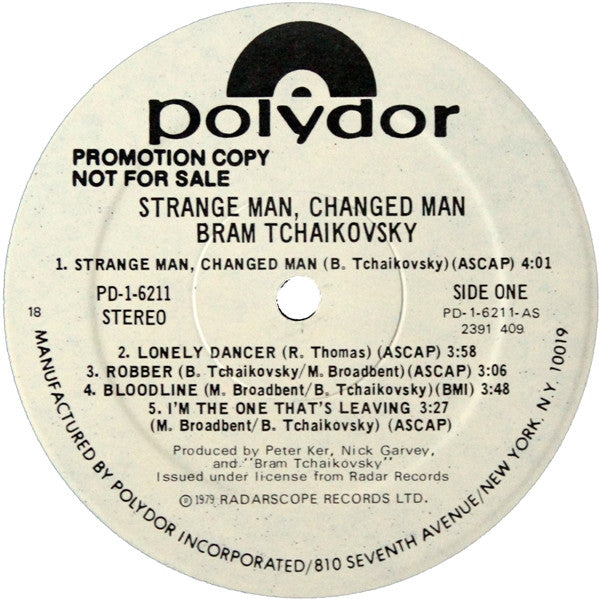 polydor
PROMOTION COPY
NOT FOR SALE
STRANGE MAN, CHANGED MAN
BRAM TCHAIKOVSKY
1. STRANGE MAN, CHANGED MAN (B. Tchaikovsky)(ASCAP) 4:01
PD-1-6211
STEREO
SIDE ONE
PD-1-6211-AS
2391 409
18
2. LONELY DANCER (R. Thomas) (ASCAP) 3:58
3. ROBBER (B. Tchaikovsky/M. Broadbent)(ASCAP) 3:06
4. BLOODLINE (M. Broadbent/B. Tchaikovsky)(BMI) 3:48
5. I'M THE ONE THAT'S LEAVING 3:27
(M. Broadbent/B. Tchaikovsky) (ASCAP)
Produced by Peter Ker, Nick Garvey,
and "Bram Tchaikovsky"
Issued under license from Radar Records
℗1979 RADARSCOPE RECORDS LTD.
MANUFACTURED BY POLYDOR INCORPORATED/810 SEVENTH AVENUE/NEW YORK, N.Y. 10019